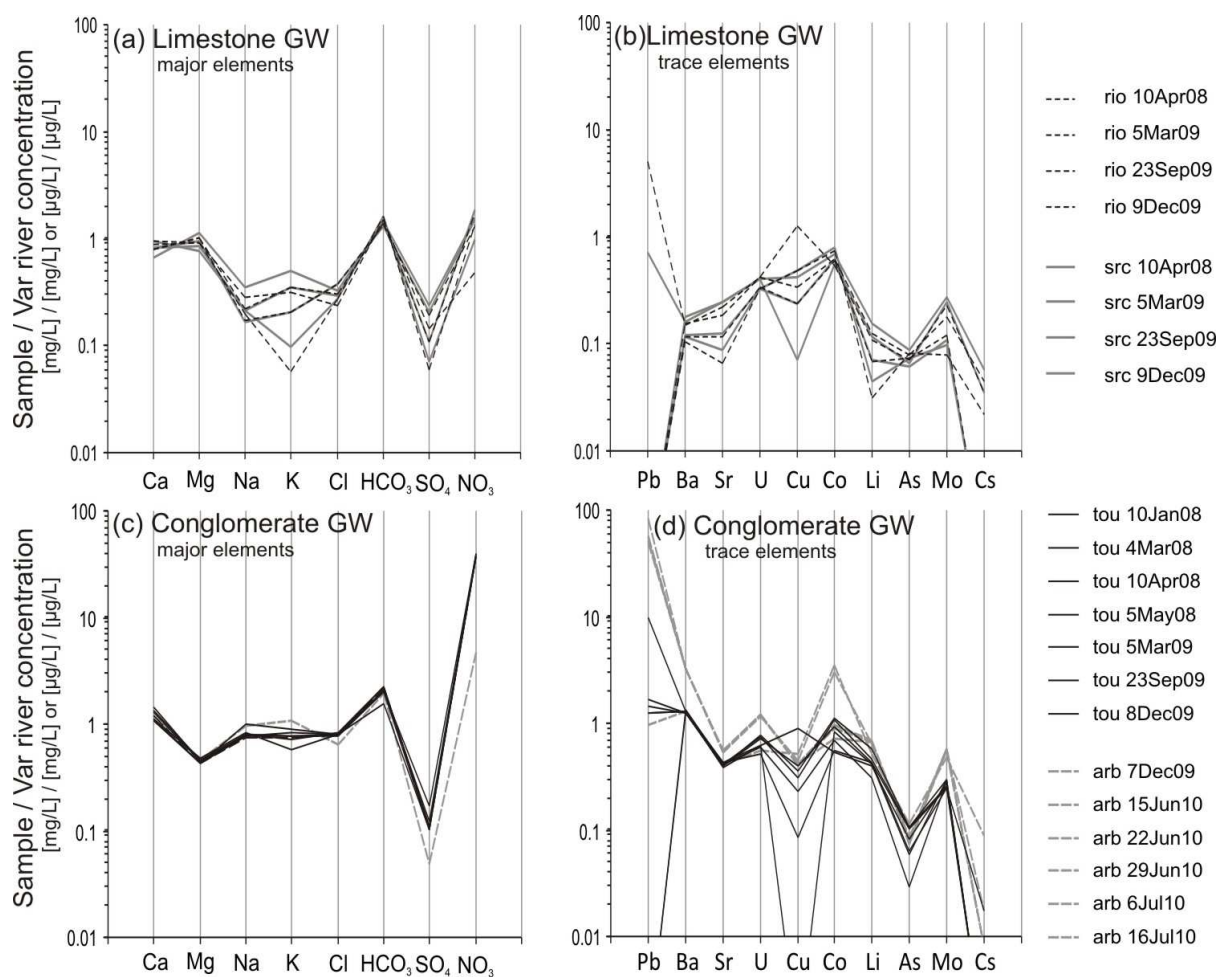 Sample / Var river concentration
[mg/L] / [mg/L] or [µg/L] / [µg/L]
(a) Limestone GW
major elements
100
10
1
0.1
0.01
Ca Mg Na K Cl HCO₃ SO₄ NO₃
(b) Limestone GW
trace elements
100
10
1
0.1
0.01
Pb Ba Sr U Cu Co Li As Mo Cs
rio 10Apr08
rio 5Mar09
rio 23Sep09
rio 9Dec09
src 10Apr08
src 5Mar09
src 23Sep09
src 9Dec09
Sample / Var river concentration
[mg/L] / [mg/L] or [µg/L] / [µg/L]
(c) Conglomerate GW
major elements
100
10
1
0.1
0.01
Ca Mg Na K Cl HCO₃ SO₄ NO₃
(d) Conglomerate GW
trace elements
100
10
1
0.1
0.01
Pb Ba Sr U Cu Co Li As Mo Cs
tou 10Jan08
tou 4Mar08
tou 10Apr08
tou 5May08
tou 5Mar09
tou 23Sep09
tou 8Dec09
arb 7Dec09
arb 15Jun10
arb 22Jun10
arb 29Jun10
arb 6Jul10
arb 16Jul10